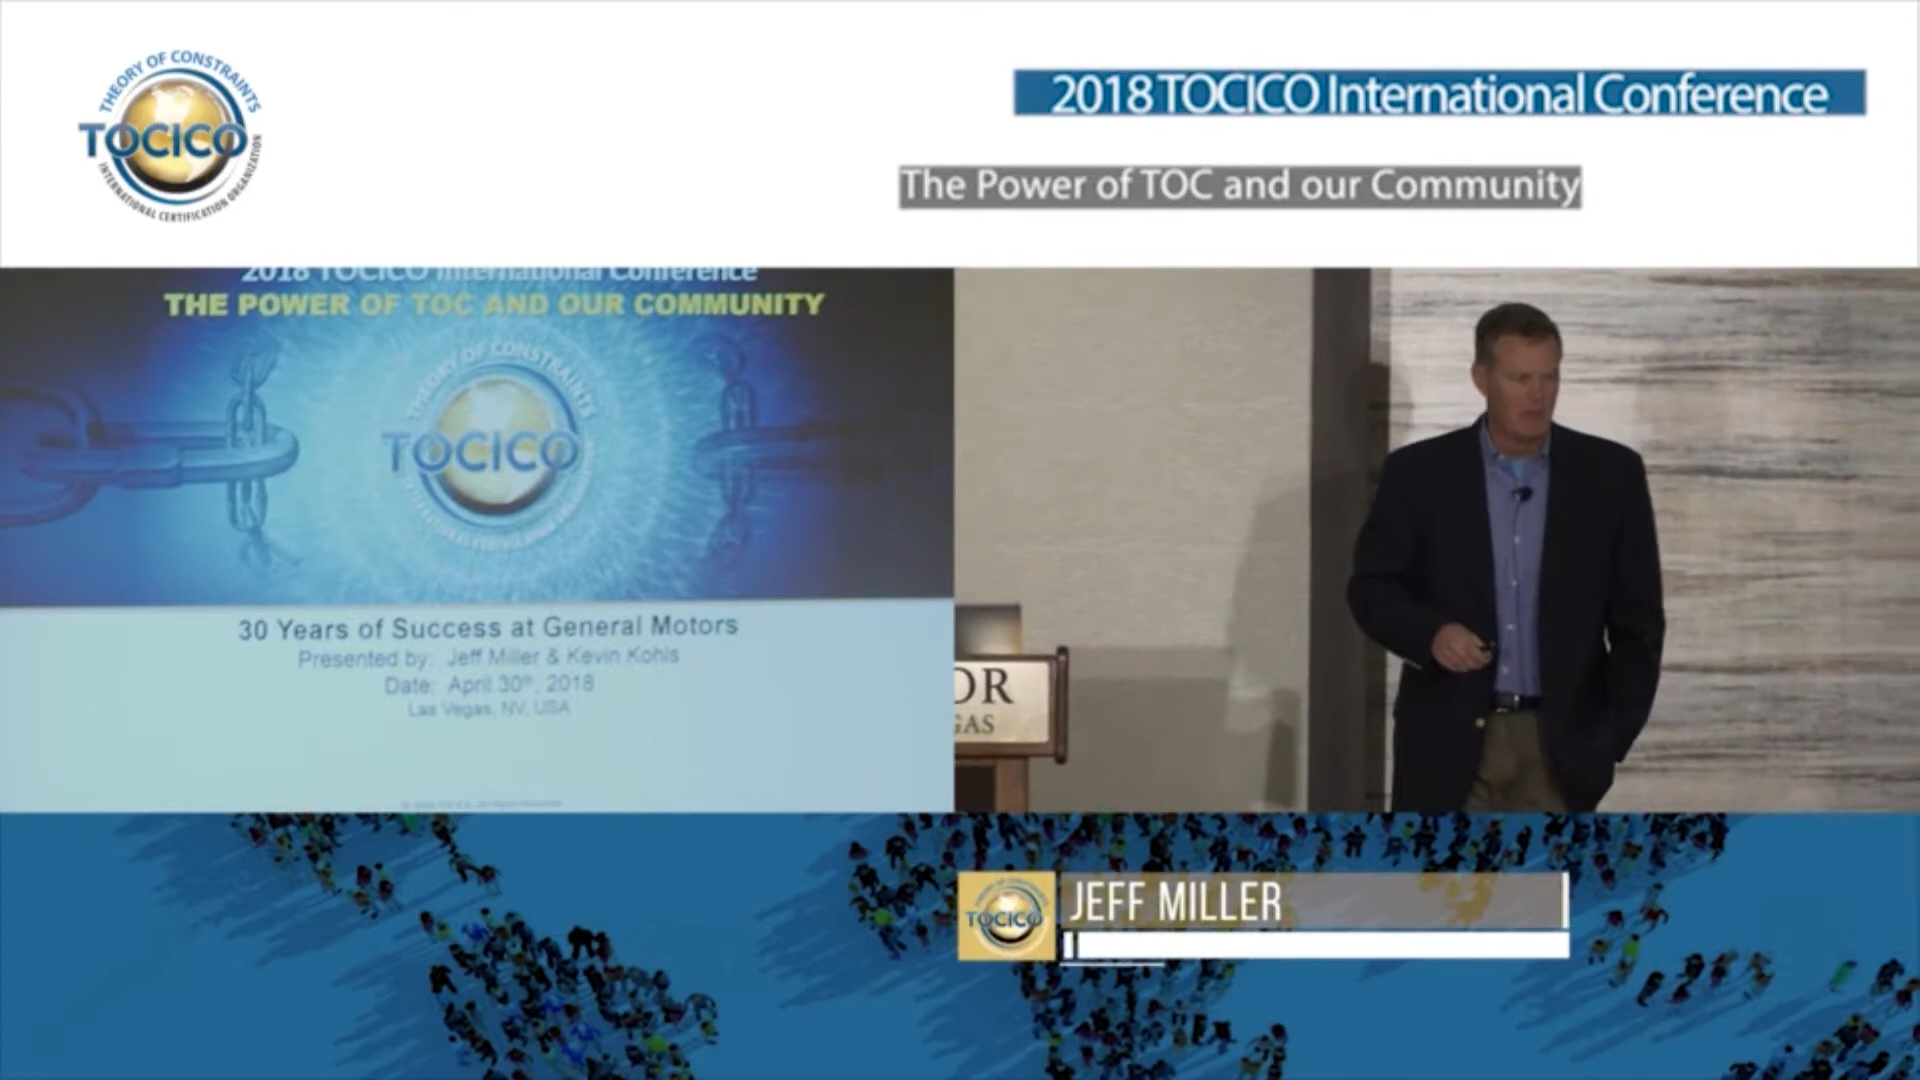 THEORY OF CONSTRAINTS
TOCICO
INTERNATIONAL CERTIFICATION ORGANIZATION
2018 TOCICO International Conference
The Power of TOC and our Community
2018 TOCICO International Conference
THE POWER OF TOC AND OUR COMMUNITY
THEORY OF CONSTRAINTS
TOCICO
30 Years of Success at General Motors
Presented by: Jeff Miller & Kevin Kohls
Date: April 30th, 2018
Las Vegas, NV, USA
OR
GAS
TOCICO
JEFF MILLER